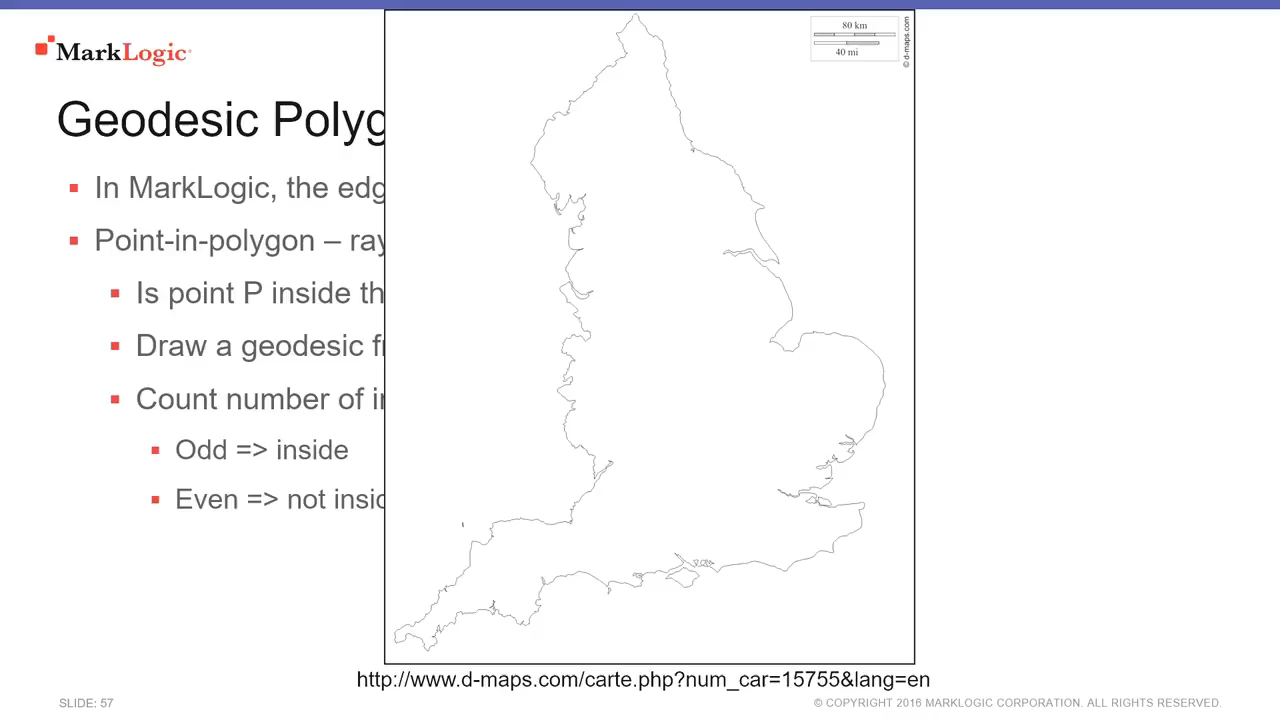 MarkLogic
Geodesic Polyg
In MarkLogic, the edg
Point-in-polygon – ray
Is point P inside th
Draw a geodesic f
Count number of i
Odd => inside
Even => not insid
80 km
40 mi
© d-maps.com
http://www.d-maps.com/carte.php?num_car=15755&lang=en
SLIDE: 57
© COPYRIGHT 2016 MARKLOGIC CORPORATION. ALL RIGHTS RESERVED.